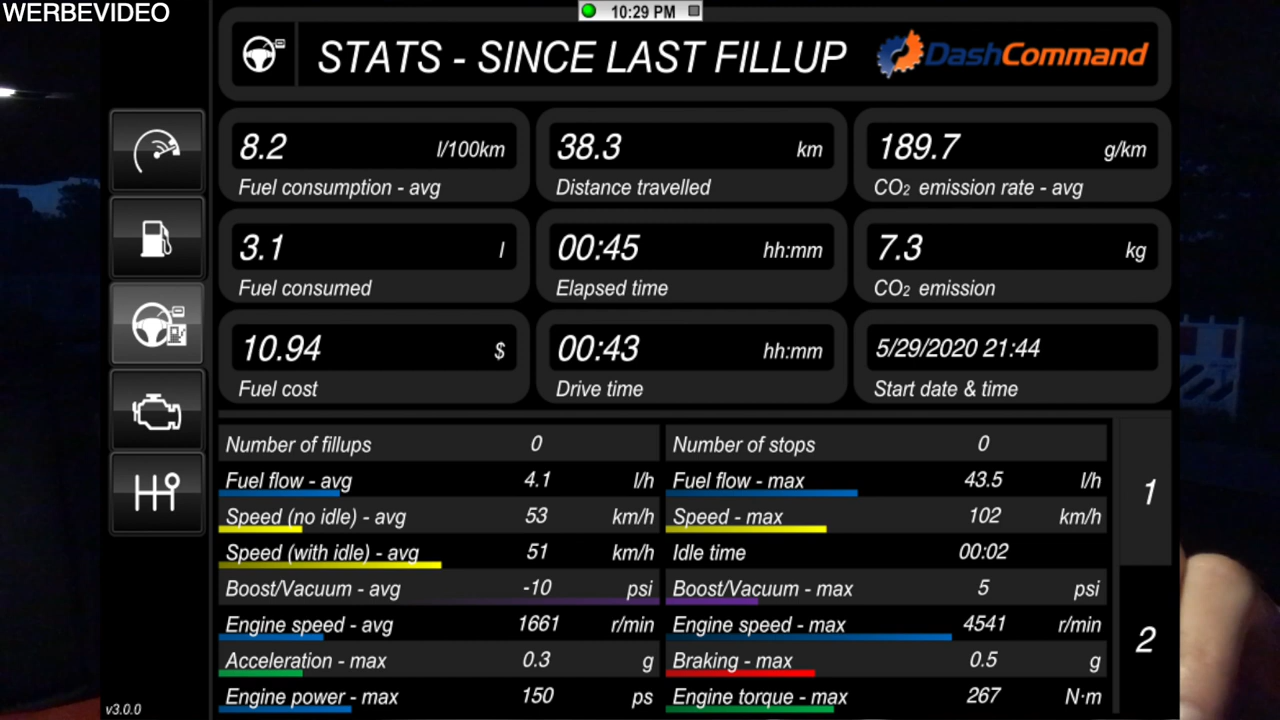 WERBEVIDEO
10:29 PM
STATS - SINCE LAST FILLUP
DashCommand
8.2 l/100km
Fuel consumption - avg
38.3 km
Distance travelled
189.7 g/km
CO₂ emission rate - avg
3.1 l
Fuel consumed
00:45 hh:mm
Elapsed time
7.3 kg
CO₂ emission
10.94 $
Fuel cost
00:43 hh:mm
Drive time
5/29/2020 21:44
Start date & time
Number of fillups 0
Number of stops 0
Fuel flow - avg 4.1 l/h
Fuel flow - max 43.5 l/h
Speed (no idle) - avg 53 km/h
Speed - max 102 km/h
Speed (with idle) - avg 51 km/h
Idle time 00:02
Boost/Vacuum - avg -10 psi
Boost/Vacuum - max 5 psi
Engine speed - avg 1661 r/min
Engine speed - max 4541 r/min
Acceleration - max 0.3 g
Braking - max 0.5 g
Engine power - max 150 ps
Engine torque - max 267 N·m
1
2
v3.0.0